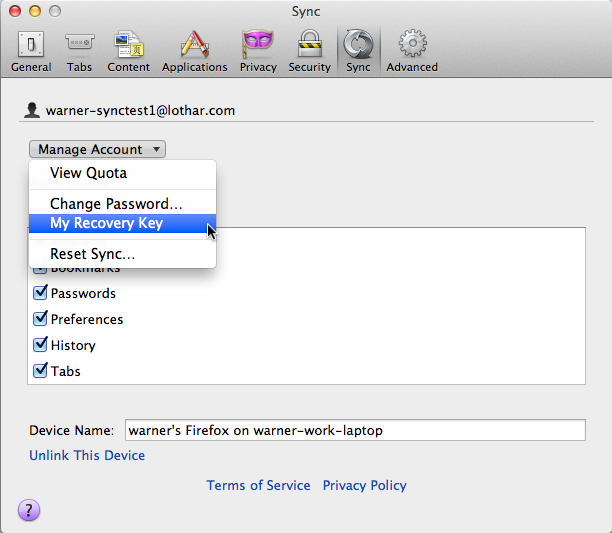 Sync
General Tabs Content Applications Privacy Security Sync Advanced
warner-synctest1@lothar.com
Manage Account
View Quota
Change Password...
My Recovery Key
Reset Sync...
Bookmarks
Passwords
Preferences
History
Tabs
Device Name: warner's Firefox on warner-work-laptop
Unlink This Device
Terms of Service Privacy Policy
?